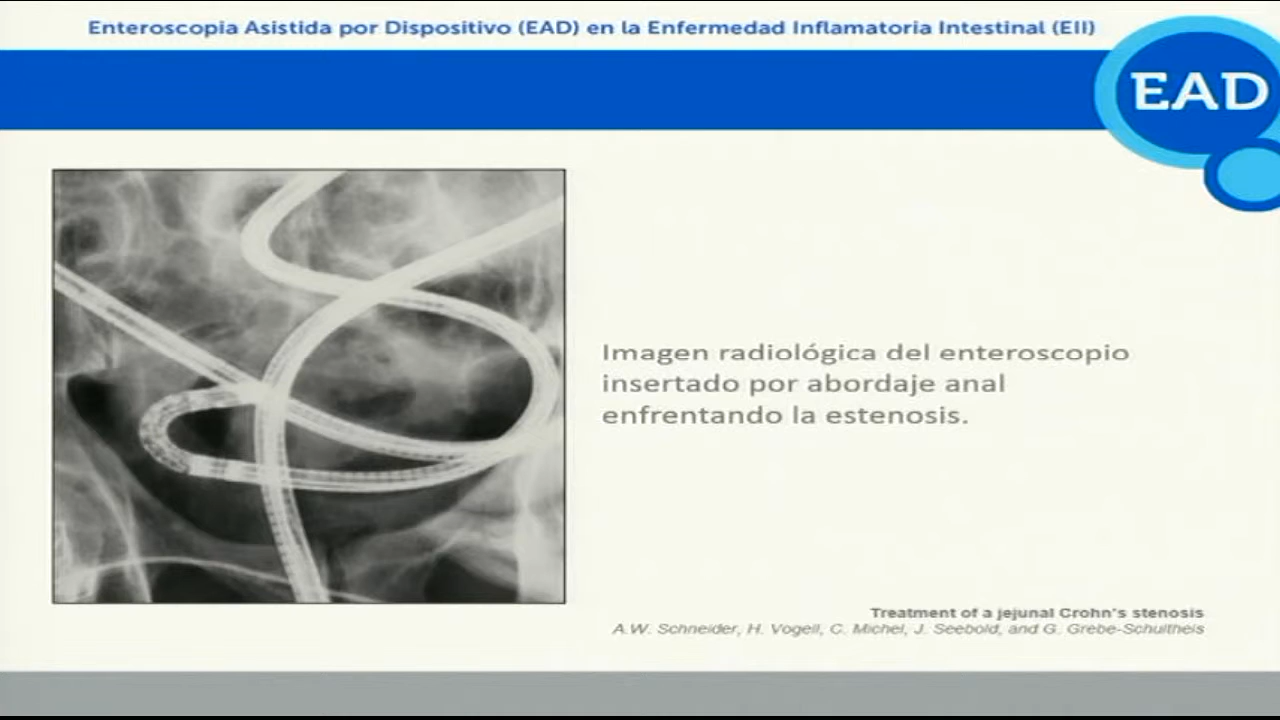 Enteroscopia Asistida por Dispositivo (EAD) en la Enfermedad Inflamatoria Intestinal (EII)
EAD
Imagen radiológica del enteroscopio
insertado por abordaje anal
enfrentando la estenosis.
Treatment of a jejunal Crohn's stenosis
A.W. Schneider, H. Vogell, C. Michel, J. Seebold, and G. Grebe-Schultheis